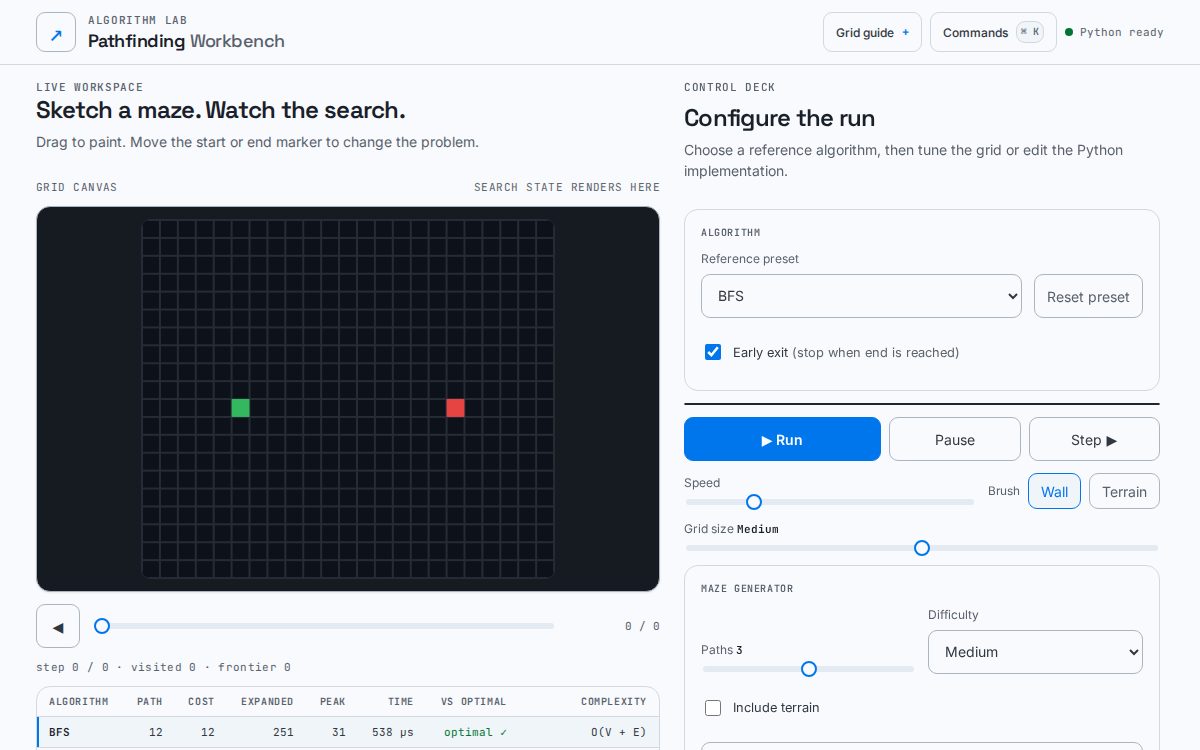 ALGORITHM LAB
Pathfinding Workbench
Grid guide +
Commands ⌘ K
Python ready
LIVE WORKSPACE
Sketch a maze. Watch the search.
Drag to paint. Move the start or end marker to change the problem.
GRID CANVAS
SEARCH STATE RENDERS HERE
0 / 0
step 0 / 0 · visited 0 · frontier 0
ALGORITHM PATH COST EXPANDED PEAK TIME VS OPTIMAL COMPLEXITY
BFS 12 12 251 31 538 µs optimal ✓ O(V + E)
CONTROL DECK
Configure the run
Choose a reference algorithm, then tune the grid or edit the Python
implementation.
ALGORITHM
Reference preset
BFS
Reset preset
Early exit (stop when end is reached)
▶ Run
Pause
Step ▶
Speed
Brush
Wall
Terrain
Grid size Medium
MAZE GENERATOR
Difficulty
Paths 3
Medium
Include terrain